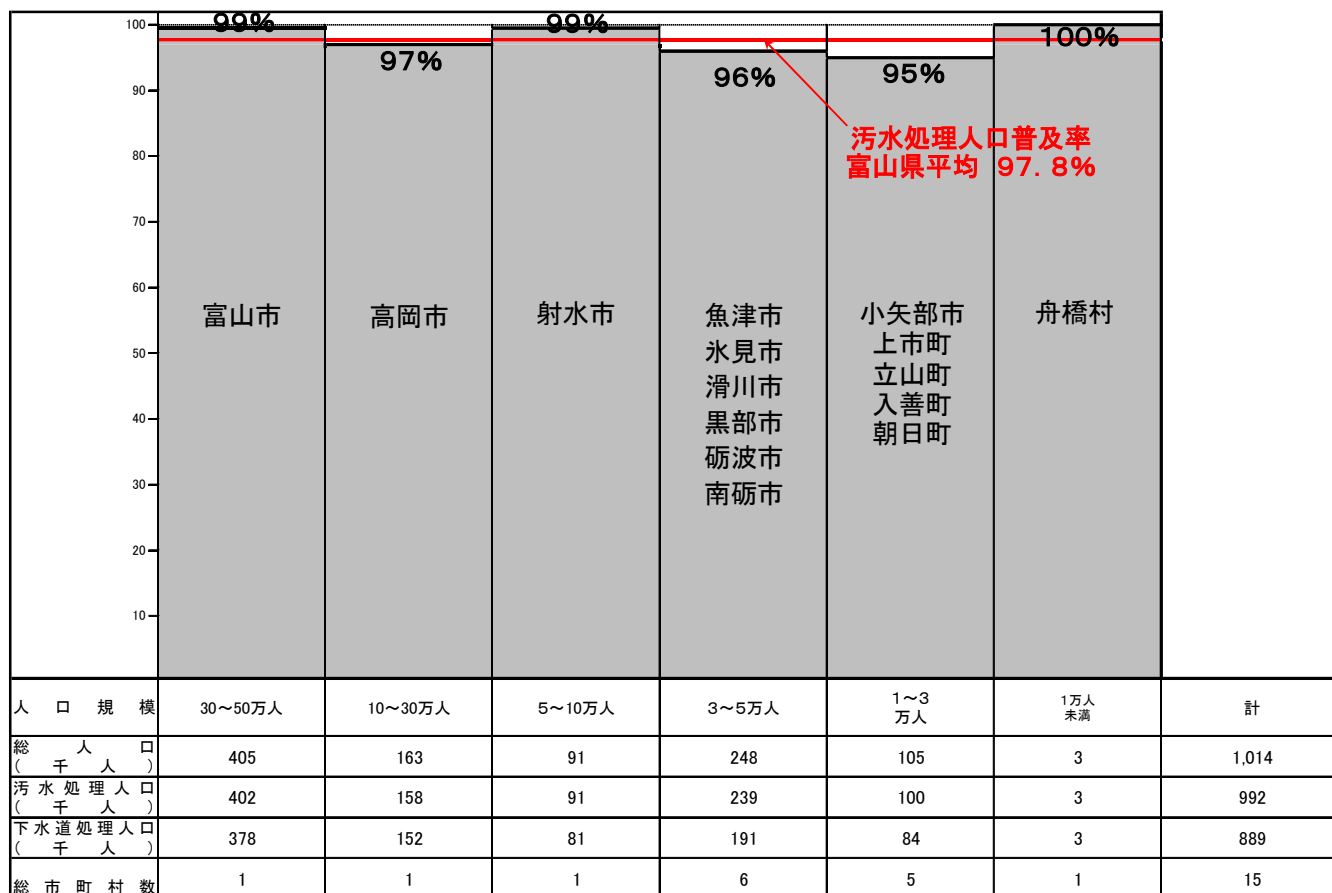 100
90
80
70
60
50
40
30
20
10
99%
97%
99%
96%
95%
100%
汚水処理人口普及率
富山県平均 97.8%
富山市
高岡市
射水市
魚津市
氷見市
滑川市
黒部市
砺波市
南砺市
小矢部市
上市町
立山町
入善町
朝日町
舟橋村
人口規模 30～50万人 10～30万人 5～10万人 3～5万人 1～3万人 1万人未満 計
総人口(千人) 405 163 91 248 105 3 1,014
汚水処理人口(千人) 402 158 91 239 100 3 992
下水道処理人口(千人) 378 152 81 191 84 3 889
総市町村数 1 1 1 6 5 1 15